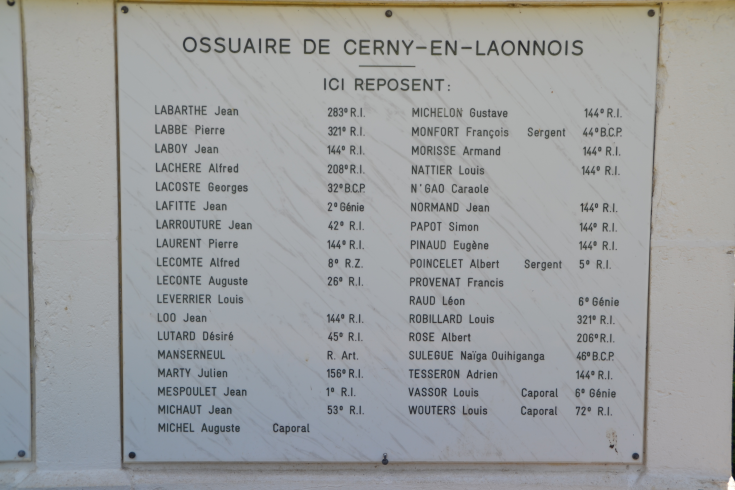 OSSUAIRE DE CERNY-EN-LAONNOIS
ICI REPOSENT:
LABARTHE Jean 283e R.I.
LABBE Pierre 321e R.I.
LABOY Jean 144e R.I.
LACHERE Alfred 208e R.I.
LACOSTE Georges 32e B.C.P.
LAFITTE Jean 2e Génie
LARROUTURE Jean 42e R.I.
LAURENT Pierre 144e R.I.
LECOMTE Alfred 8e R.Z.
LECONTE Auguste 26e R.I.
LEVERRIER Louis
LOO Jean 144e R.I.
LUTARD Désiré 45e R.I.
MANSERNEUL R. Art.
MARTY Julien 156e R.I.
MESPOULET Jean 1e R.I.
MICHAUT Jean 53e R.I.
MICHEL Auguste Caporal
MICHELON Gustave 144e R.I.
MONFORT François Sergent 44e B.C.P.
MORISSE Armand 144e R.I.
NATTIER Louis 144e R.I.
N'GAO Caraole
NORMAND Jean 144e R.I.
PAPOT Simon 144e R.I.
PINAUD Eugène 144e R.I.
POINCELET Albert Sergent 5e R.I.
PROVENAT Francis
RAUD Léon 6e Génie
ROBILLARD Louis 321e R.I.
ROSE Albert 206e R.I.
SULEGUE Naïga Ouihiganga 46e B.C.P.
TESSERON Adrien 144e R.I.
VASSOR Louis Caporal 6e Génie
WOUTERS Louis Caporal 72e R.I.